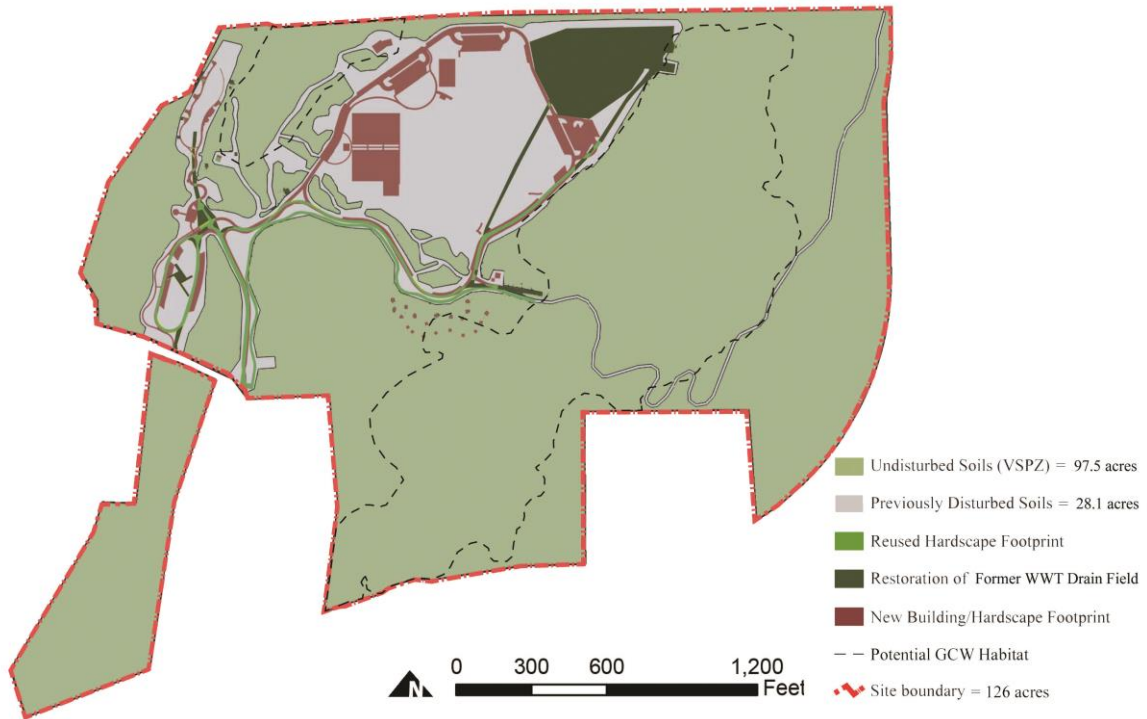 Undisturbed Soils (VSPZ) = 97.5 acres
Previously Disturbed Soils = 28.1 acres
Reused Hardscape Footprint
Restoration of Former WWT Drain Field
New Building/Hardscape Footprint
Potential GCW Habitat
Site boundary = 126 acres
N
0 300 600 1,200
Feet